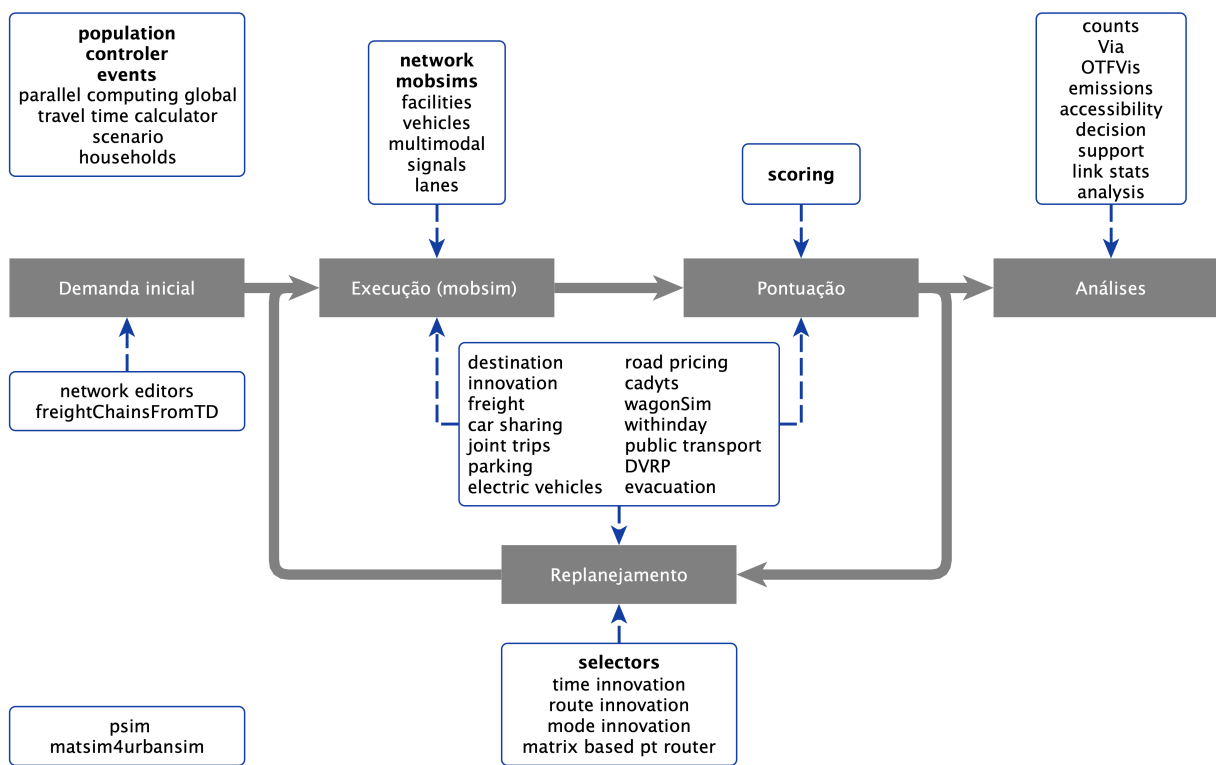 population
controler
events
parallel computing global
travel time calculator
scenario
households
network
mobsims
facilities
vehicles
multimodal
signals
lanes
scoring
counts
Via
OTFVis
emissions
accessibility
decision
support
link stats
analysis
Demanda inicial
Execução (mobsim)
Pontuação
Análises
network editors
freightChainsFromTD
destination
innovation
freight
car sharing
joint trips
parking
electric vehicles
road pricing
cadyts
wagonSim
withinday
public transport
DVRP
evacuation
Replanejamento
selectors
time innovation
route innovation
mode innovation
matrix based pt router
psim
matsim4urbansim